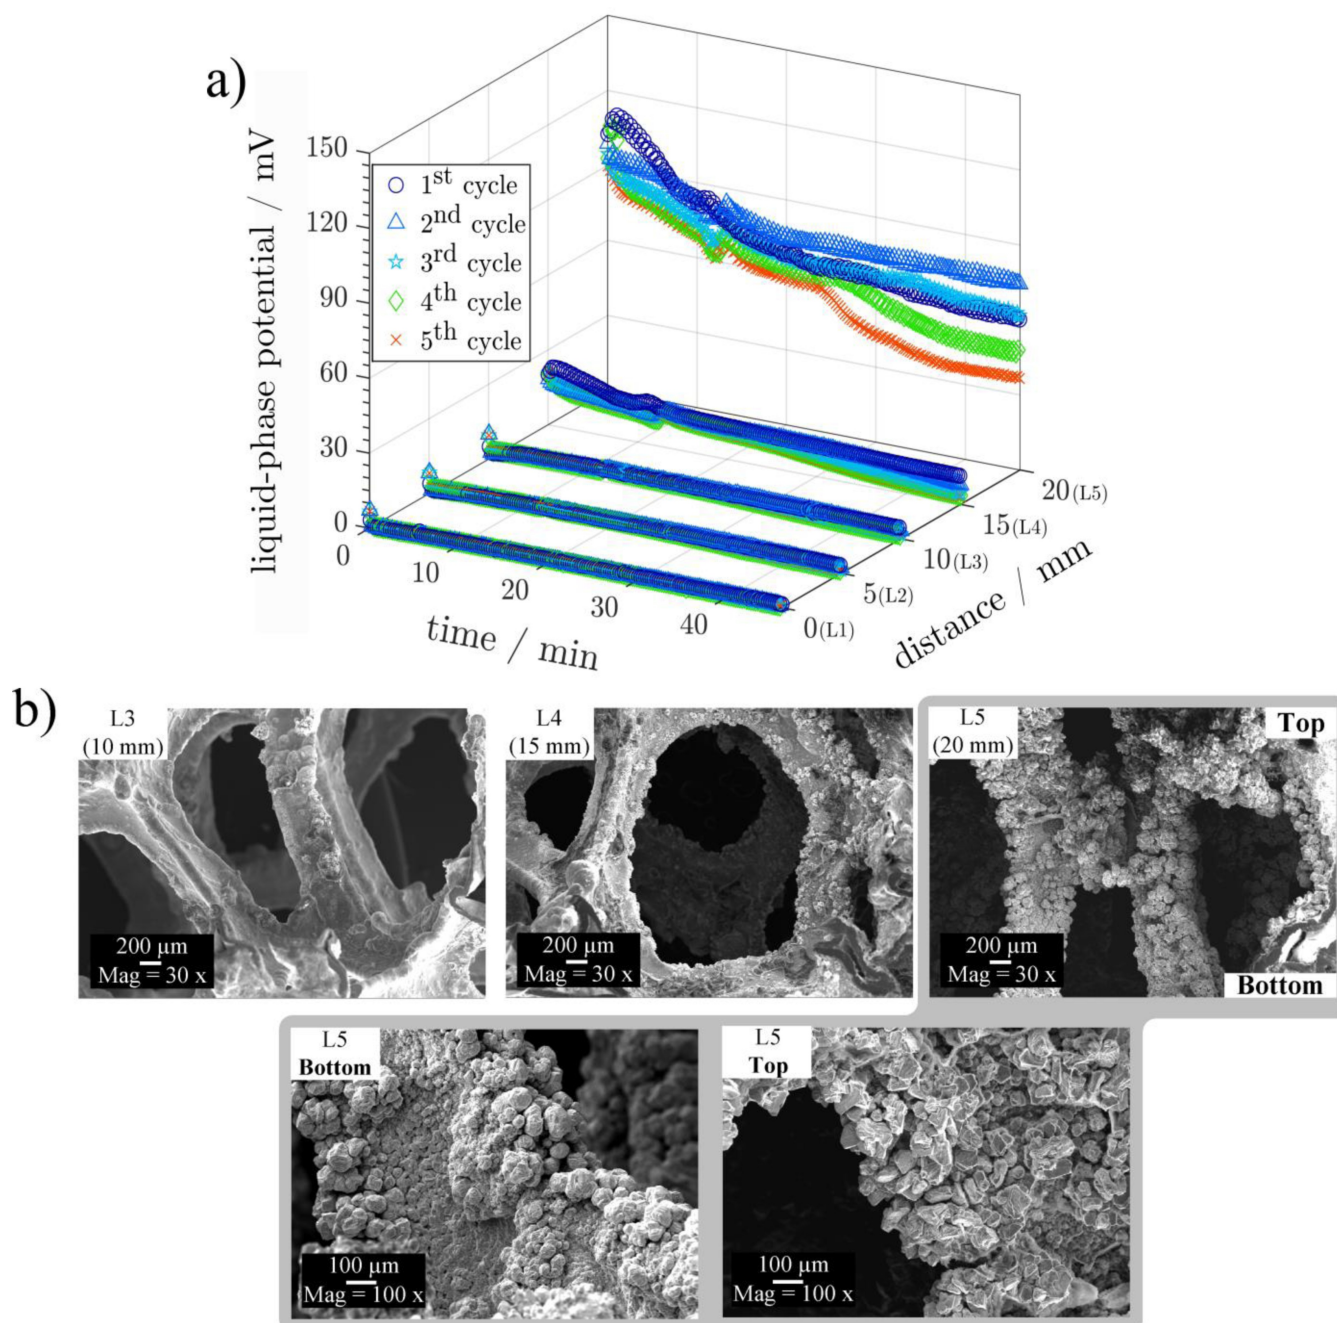 a)
liquid-phase potential / mV
150
120
90
60
30
0
1st cycle
2nd cycle
3rd cycle
4th cycle
5th cycle
0
10
20
30
40
time / min
0(L1)
5(L2)
10(L3)
15(L4)
20(L5)
distance / mm
b)
L3
(10 mm)
200 µm
Mag = 30 x
L4
(15 mm)
200 µm
Mag = 30 x
L5
(20 mm)
Top
200 µm
Mag = 30 x
Bottom
L5
Bottom
100 µm
Mag = 100 x
L5
Top
100 µm
Mag = 100 x